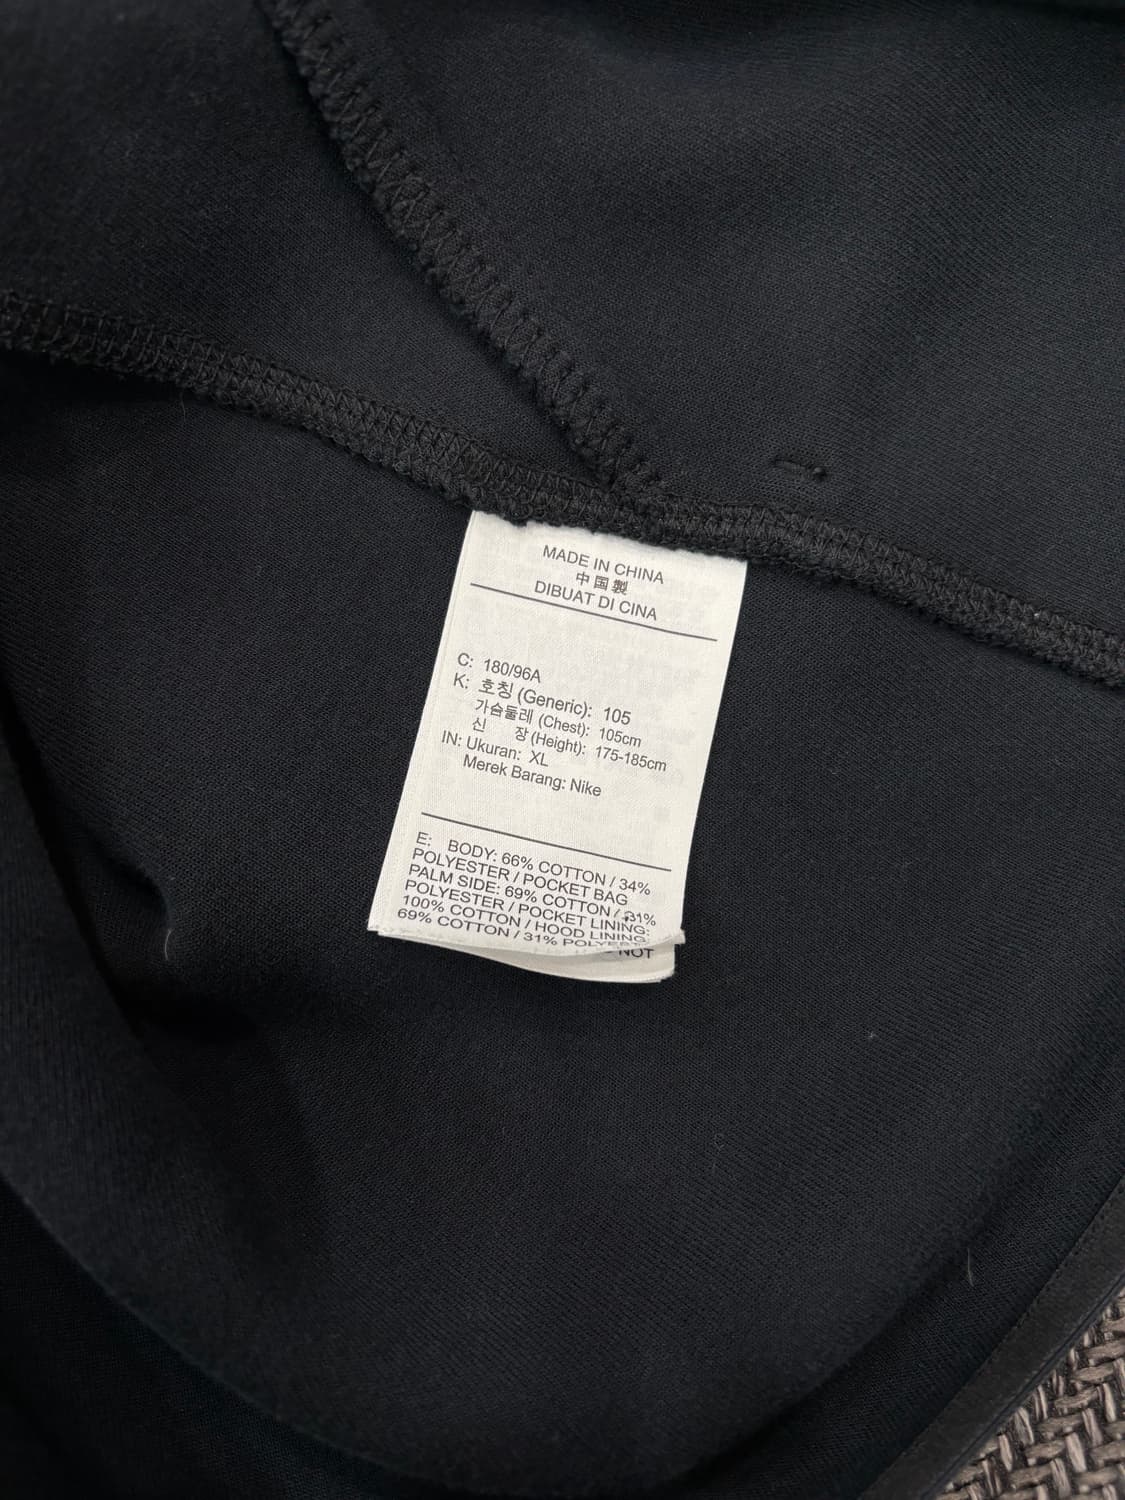 MADE IN CHINA
中国製
DIBUAT DI CINA
C: 180/96A
K: 호칭 (Generic): 105
가슴둘레 (Chest): 105cm
신 장 (Height): 175-185cm
IN: Ukuran: XL
Merek Barang: Nike
E: BODY: 66% COTTON / 34%
POLYESTER / POCKET BAG
PALM SIDE: 69% COTTON / 31%
POLYESTER / POCKET LINING:
100% COTTON / HOOD LINING:
69% COTTON / 31% POLYEST
NOT